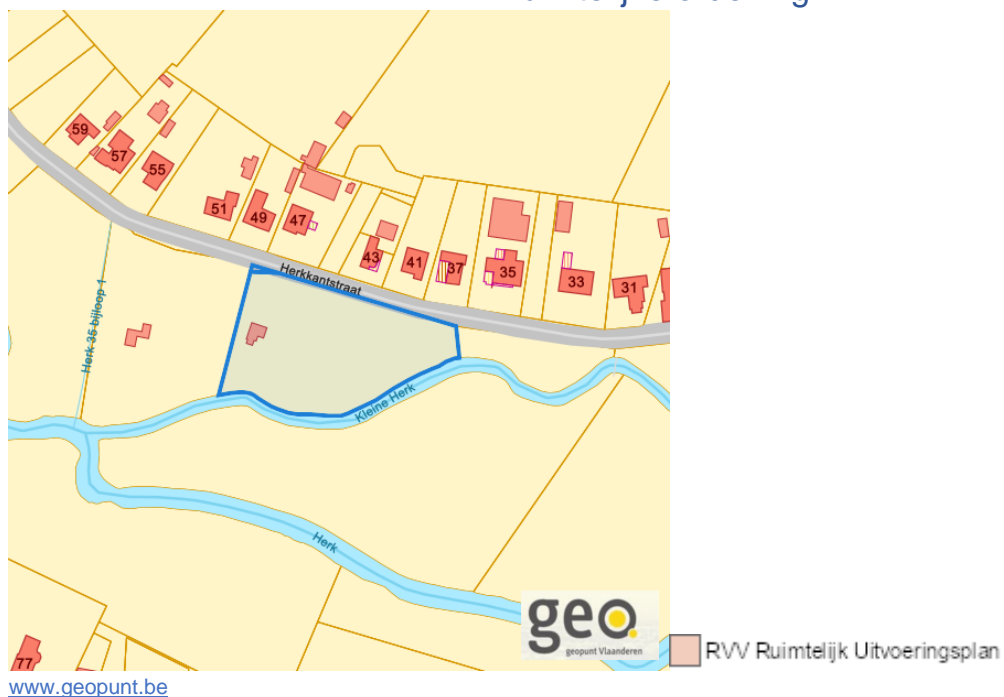 59
57
55
51
49
47
43
41
37
35
33
31
Herkkantstraat
Herk 35 bijloop 1
Kleine Herk
Herk
77
geo.
geopunt Vlaanderen
RVV Ruimtelijk Uitvoeringsplan
www.geopunt.be